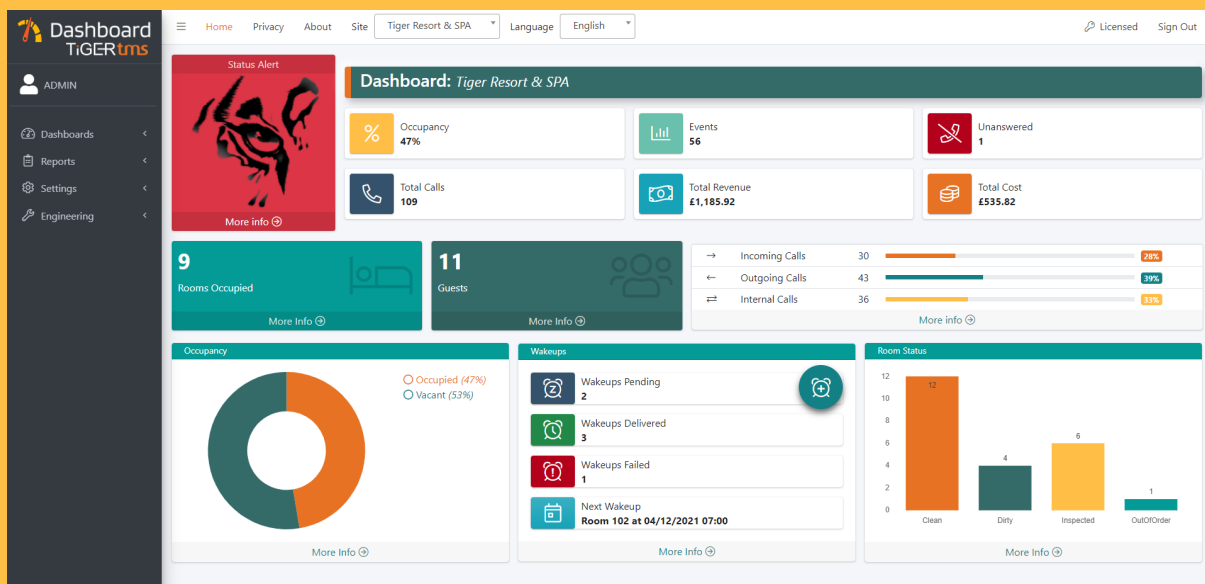 Dashboard
TiGERtms
ADMIN
Dashboards
Reports
Settings
Engineering
Home Privacy About Site Tiger Resort & SPA Language English Licensed Sign Out
Status Alert
More info
Dashboard: Tiger Resort & SPA
Occupancy
47%
Events
56
Unanswered
1
Total Calls
109
Total Revenue
£1,185.92
Total Cost
£535.82
9
Rooms Occupied
More Info
11
Guests
More Info
Incoming Calls 30 28%
Outgoing Calls 43 39%
Internal Calls 36 33%
More info
Occupancy
Occupied (47%)
Vacant (53%)
More Info
Wakeups
Wakeups Pending
2
Wakeups Delivered
3
Wakeups Failed
1
Next Wakeup
Room 102 at 04/12/2021 07:00
More Info
Room Status
12
10
8
6
4
2
0
12
4
6
1
Clean Dirty Inspected OutOfOrder
More Info